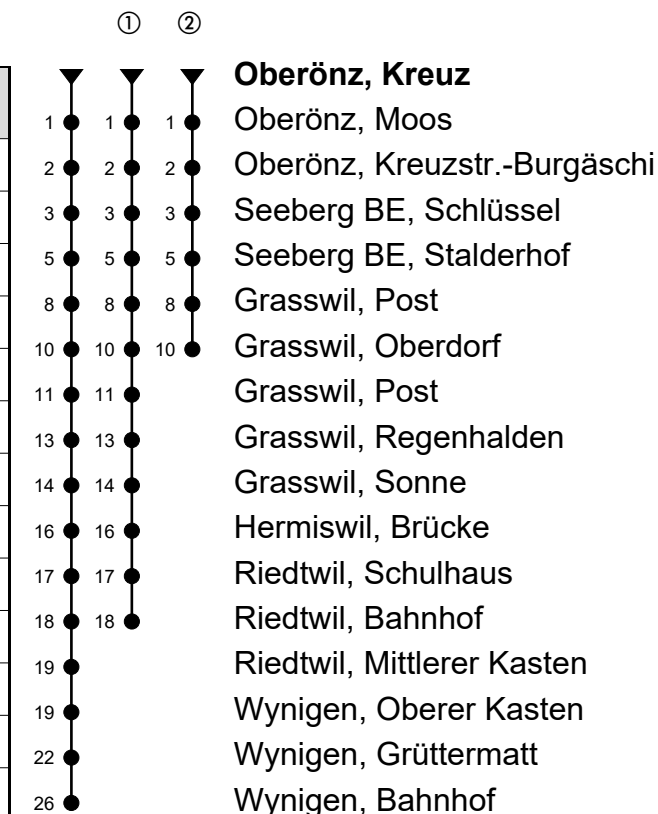 ① ②
Oberönz, Kreuz
1 1 1 Oberönz, Moos
2 2 2 Oberönz, Kreuzstr.-Burgäschi
3 3 3 Seeberg BE, Schlüssel
5 5 5 Seeberg BE, Stalderhof
8 8 8 Grasswil, Post
10 10 10 Grasswil, Oberdorf
11 11 Grasswil, Post
13 13 Grasswil, Regenhalden
14 14 Grasswil, Sonne
16 16 Hermiswil, Brücke
17 17 Riedtwil, Schulhaus
18 18 Riedtwil, Bahnhof
19 Riedtwil, Mittlerer Kasten
19 Wynigen, Oberer Kasten
22 Wynigen, Grüttermatt
26 Wynigen, Bahnhof